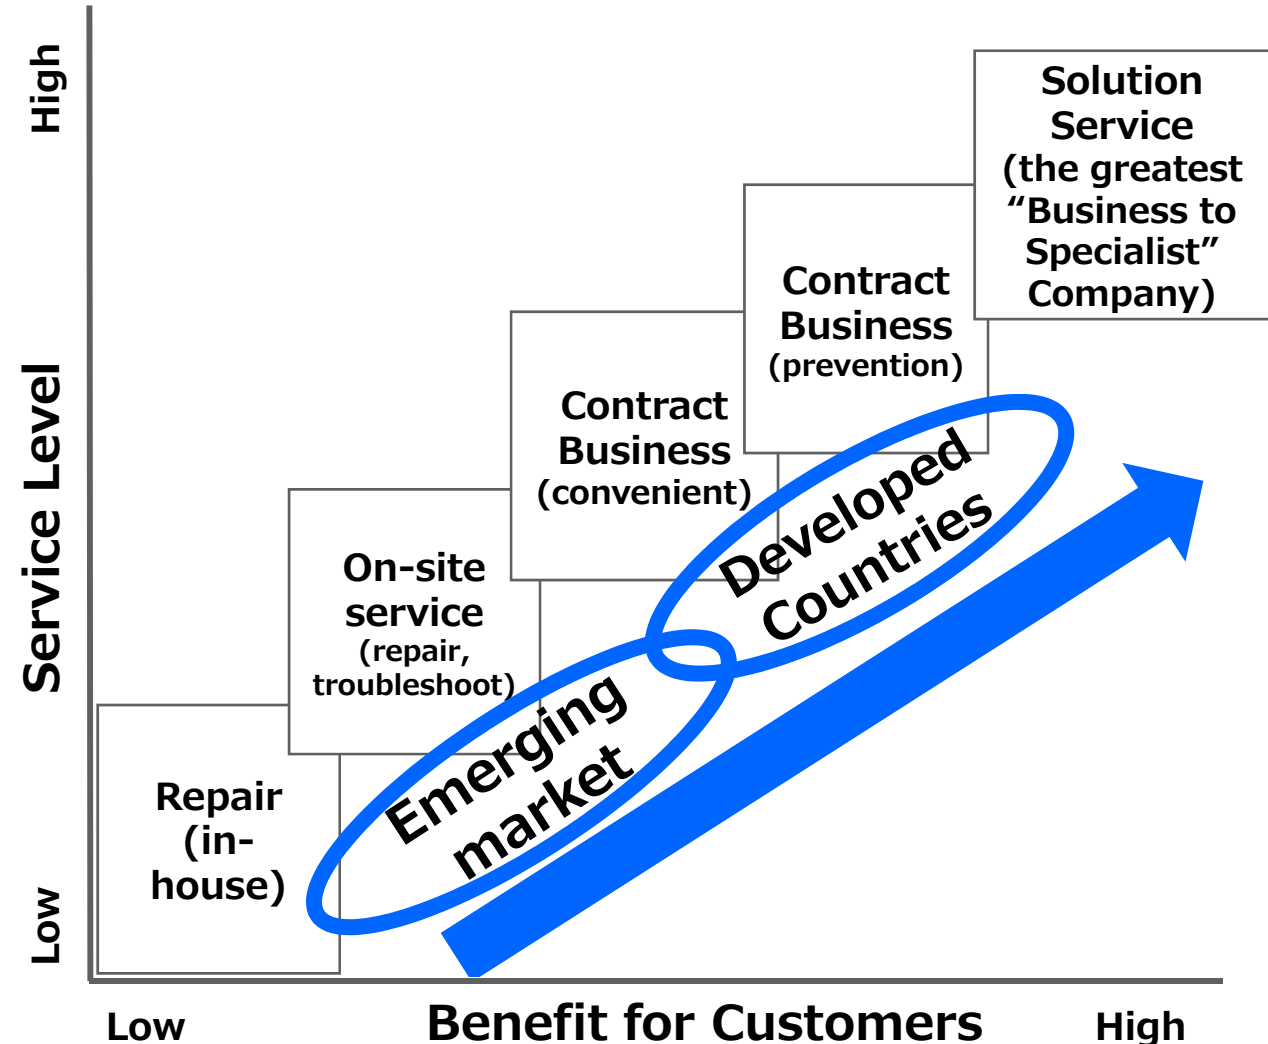 High
Service Level
Low
Solution
Service
(the greatest
“Business to
Specialist”
Company)
Contract
Business
(prevention)
Contract
Business
(convenient)
On-site
service
(repair,
troubleshoot)
Repair
(in-
house)
Developed
Countries
Emerging
market
Low
Benefit for Customers
High